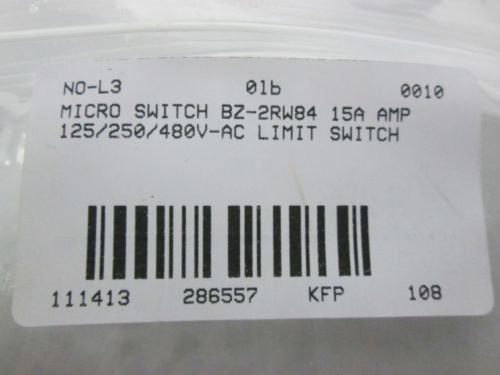 NO-L3 01b 0010
MICRO SWITCH BZ-2RW84 15A AMP
125/250/480V-AC LIMIT SWITCH
111413 286557 KFP 108